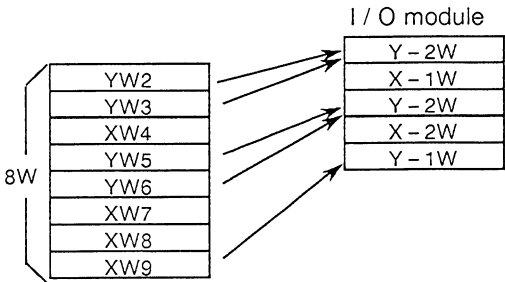 I / O module
Y - 2W
X - 1W
Y - 2W
X - 2W
Y - 1W
8W
YW2
YW3
XW4
YW5
YW6
XW7
XW8
XW9